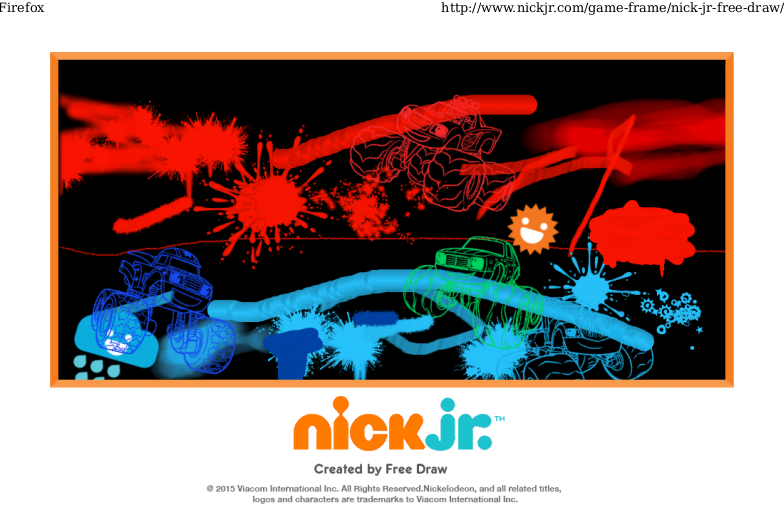 Firefox http://www.nickjr.com/game-frame/nick-jr-free-draw/
nick jr.™
Created by Free Draw
© 2015 Viacom International Inc. All Rights Reserved.Nickelodeon, and all related titles,
logos and characters are trademarks to Viacom International Inc.